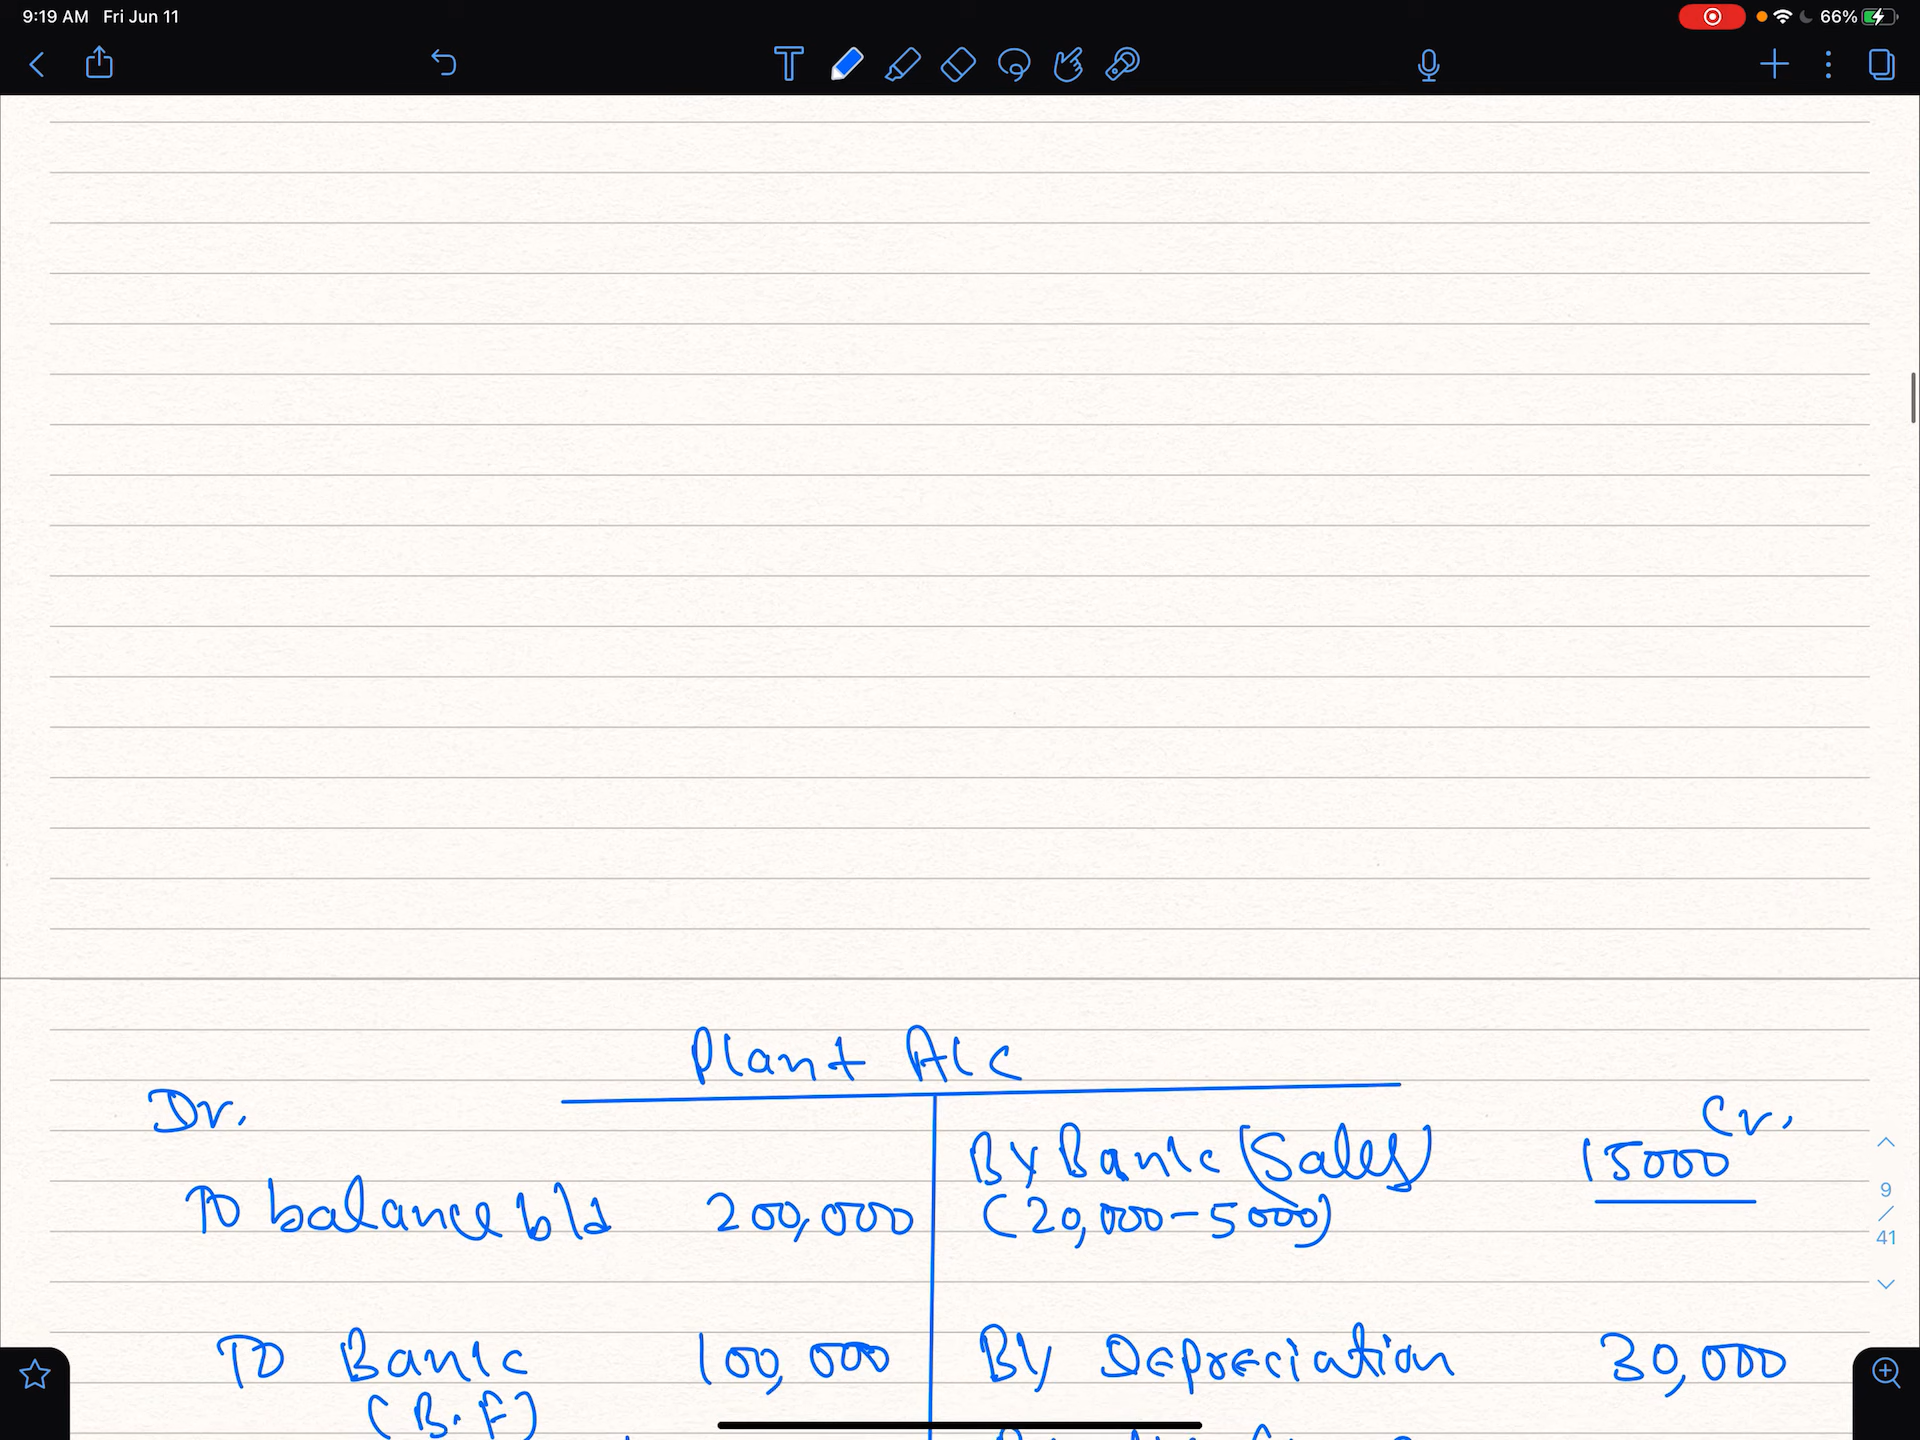 9:19 AM Fri Jun 11
66%
Plant A/c
Dr.
Cr.
By Bank (Sales) 15000
To balance b/d 200,000 (20,000-5000)
9
/
41
To Bank 100,000 By Depreciation 30,000
(B.F)